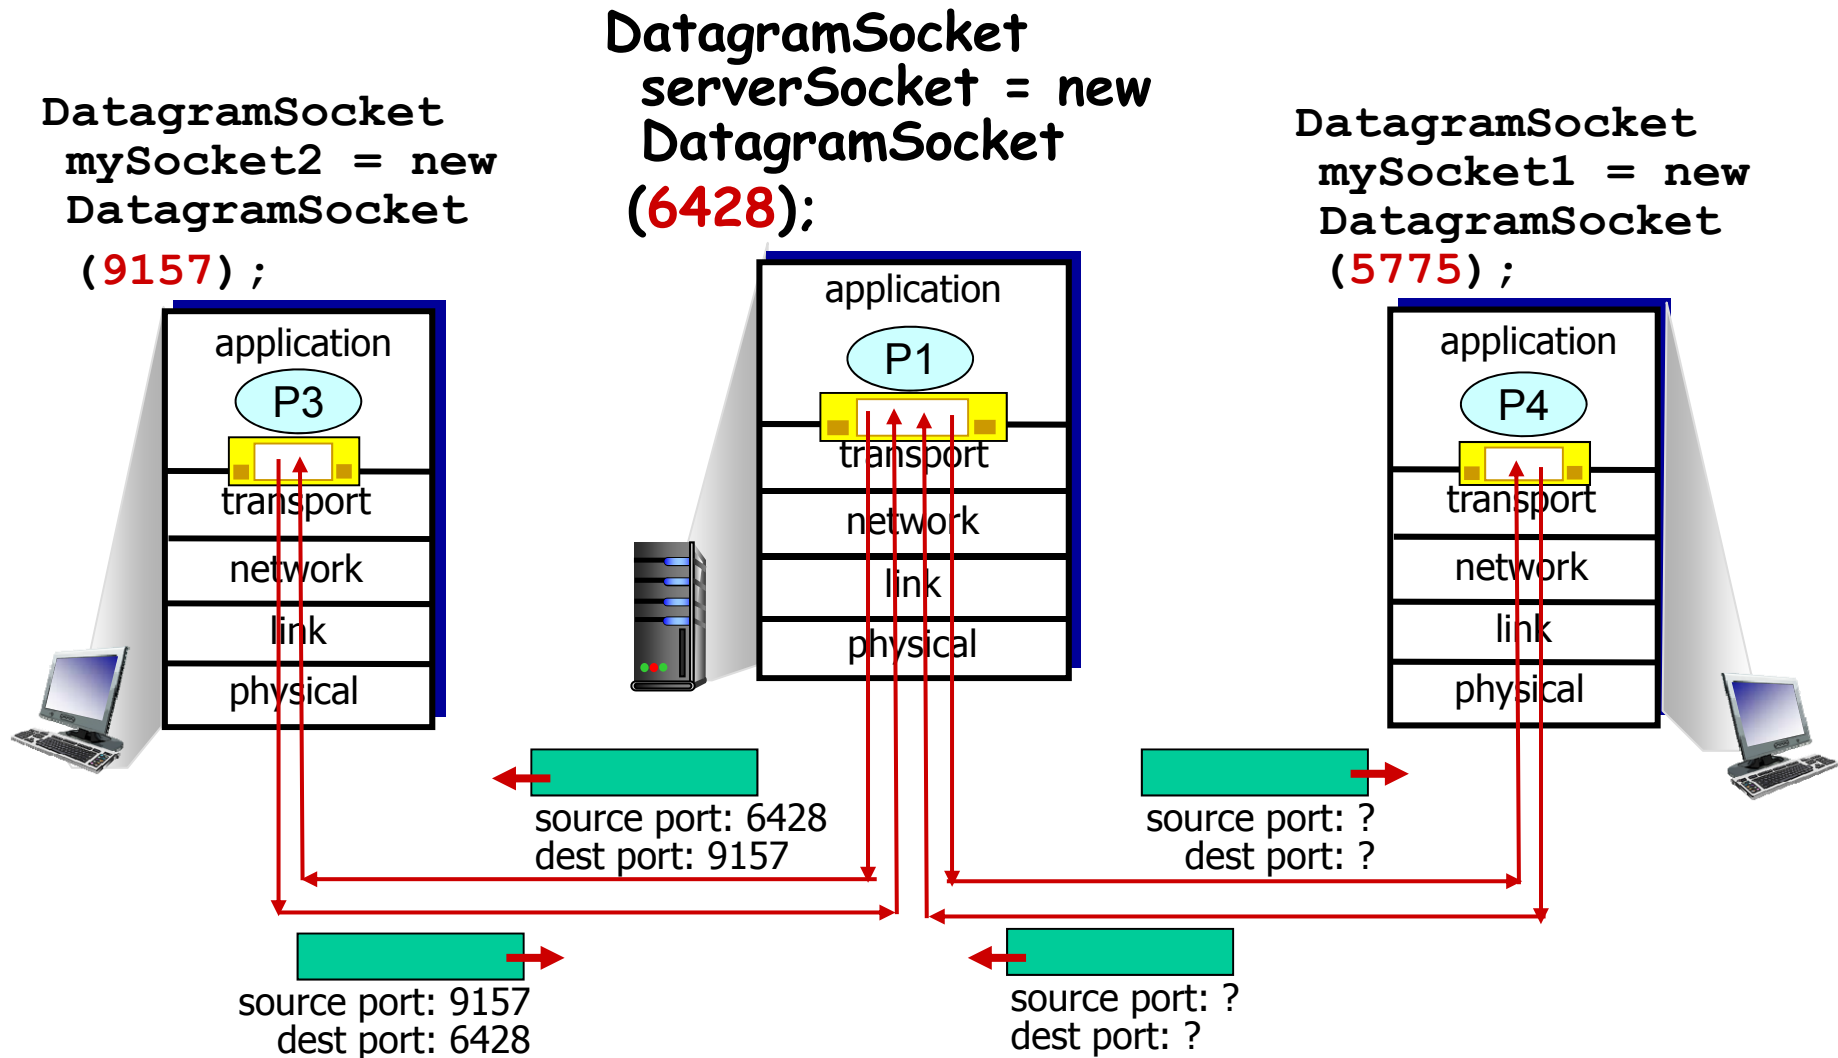 DatagramSocket
mySocket2 = new
DatagramSocket
(9157);
DatagramSocket
serverSocket = new
DatagramSocket
(6428);
DatagramSocket
mySocket1 = new
DatagramSocket
(5775);
application
P3
transport
network
link
physical
application
P1
transport
network
link
physical
application
P4
transport
network
link
physical
source port: 6428
dest port: 9157
source port: ?
dest port: ?
source port: 9157
dest port: 6428
source port: ?
dest port: ?